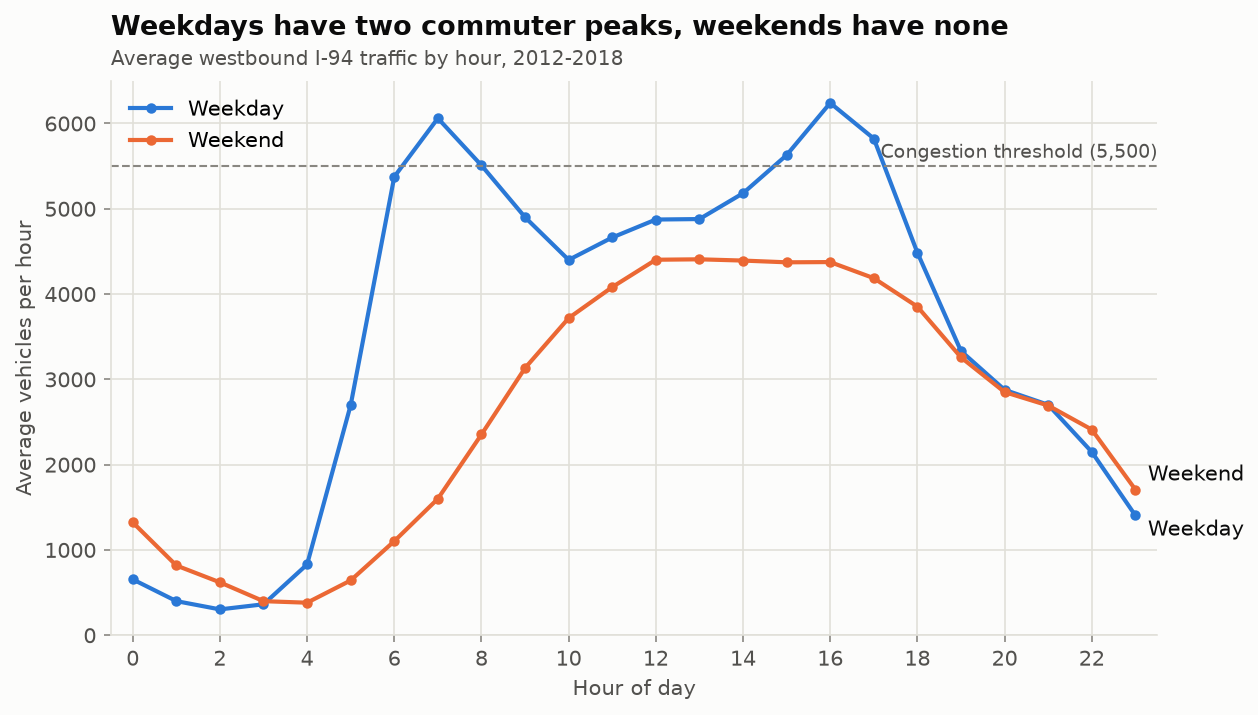 Weekdays have two commuter peaks, weekends have none
Average westbound I-94 traffic by hour, 2012-2018
Weekday
Weekend
Congestion threshold (5,500)
Average vehicles per hour
6000
5000
4000
3000
2000
1000
0
Weekend
Weekday
0 2 4 6 8 10 12 14 16 18 20 22
Hour of day